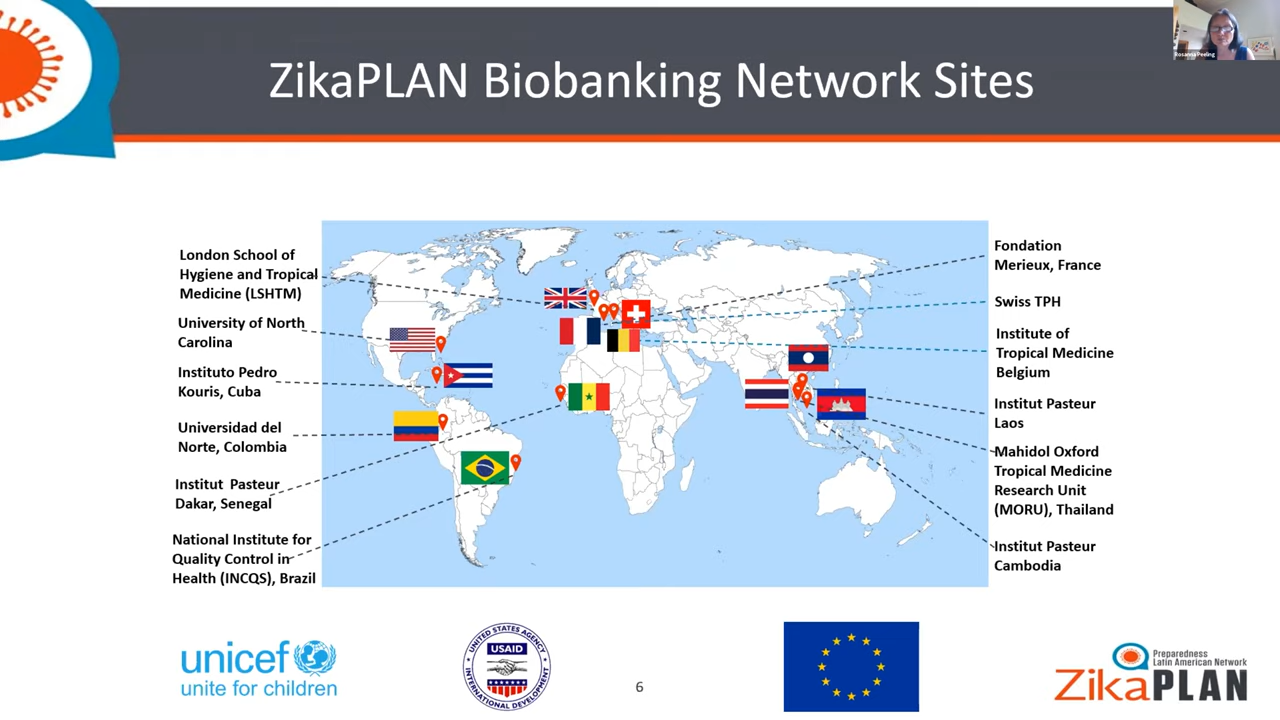 Rosanna Peeling
ZikaPLAN Biobanking Network Sites
London School of
Hygiene and Tropical
Medicine (LSHTM)
University of North
Carolina
Instituto Pedro
Kouris, Cuba
Universidad del
Norte, Colombia
Institut Pasteur
Dakar, Senegal
National Institute for
Quality Control in
Health (INCQS), Brazil
Fondation
Merieux, France
Swiss TPH
Institute of
Tropical Medicine
Belgium
Institut Pasteur
Laos
Mahidol Oxford
Tropical Medicine
Research Unit
(MORU), Thailand
Institut Pasteur
Cambodia
unicef
unite for children
UNITED STATES AGENCY
USAID
INTERNATIONAL DEVELOPMENT
6
Preparedness
Latin American Network
ZikaPLAN